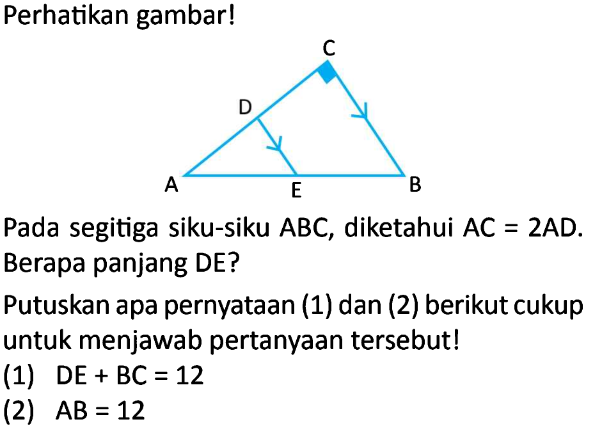 Perhatikan gambar!
C
D
A
E
B
Pada segitiga siku-siku ABC, diketahui AC = 2AD.
Berapa panjang DE?
Putuskan apa pernyataan (1) dan (2) berikut cukup
untuk menjawab pertanyaan tersebut!
(1) DE + BC = 12
(2) AB = 12